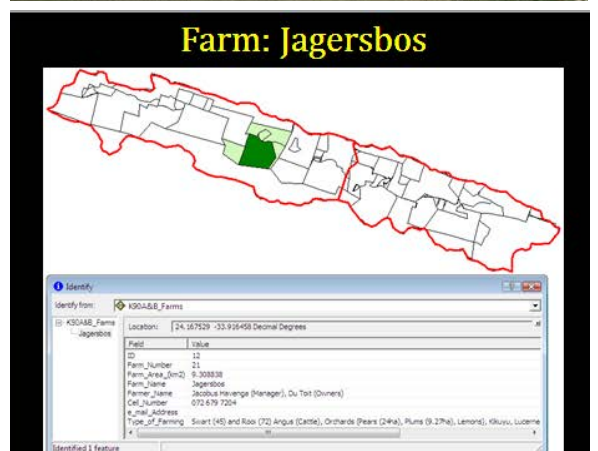 Farm: Jagersbos
Identify
Identify from: K90A&B_Farms
K90A&B_Farms
Jagersbos
Location: 24.167529 -33.916458 Decimal Degrees
Field Value
ID 12
Farm_Number 21
Farm_Area_(km2) 9.308838
Farm_Name Jagersbos
Farmer_Name Jacobus Havenga (Manager), Du Toit (Owners)
Cell_Number 072 679 7204
e_mail_Address
Type_of_Farming Swart (45) and Rooi (72) Angus (Cattle), Orchards (Pears (24ha), Plums (9.27ha), Lemons), Kikuyu, Lucerne
Identified 1 feature